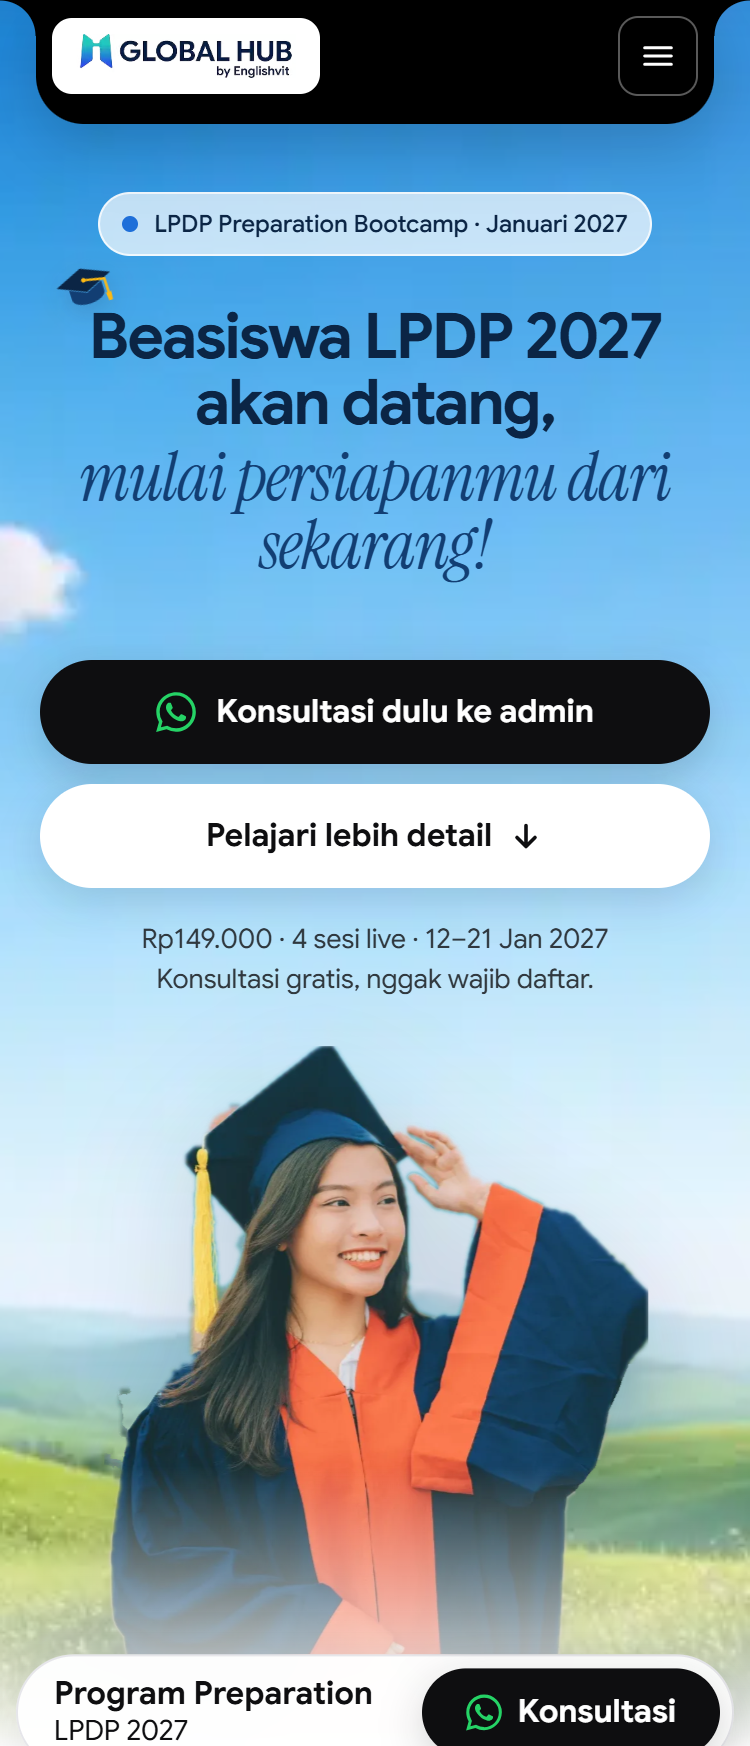 GLOBAL HUB
by Englishvit
LPDP Preparation Bootcamp · Januari 2027
Beasiswa LPDP 2027
akan datang,
mulai persiapanmu dari
sekarang!
Konsultasi dulu ke admin
Pelajari lebih detail ↓
Rp149.000 · 4 sesi live · 12–21 Jan 2027
Konsultasi gratis, nggak wajib daftar.
Program Preparation
LPDP 2027
Konsultasi